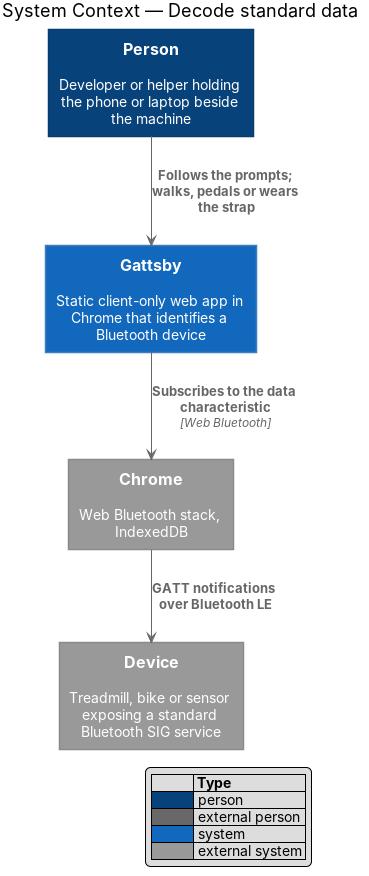 System Context — Decode standard data
Person
Developer or helper holding
the phone or laptop beside
the machine
Follows the prompts;
walks, pedals or wears
the strap
Gattsby
Static client-only web app in
Chrome that identifies a
Bluetooth device
Subscribes to the data
characteristic
[Web Bluetooth]
Chrome
Web Bluetooth stack,
IndexedDB
GATT notifications
over Bluetooth LE
Device
Treadmill, bike or sensor
exposing a standard
Bluetooth SIG service
Type
person
external person
system
external system